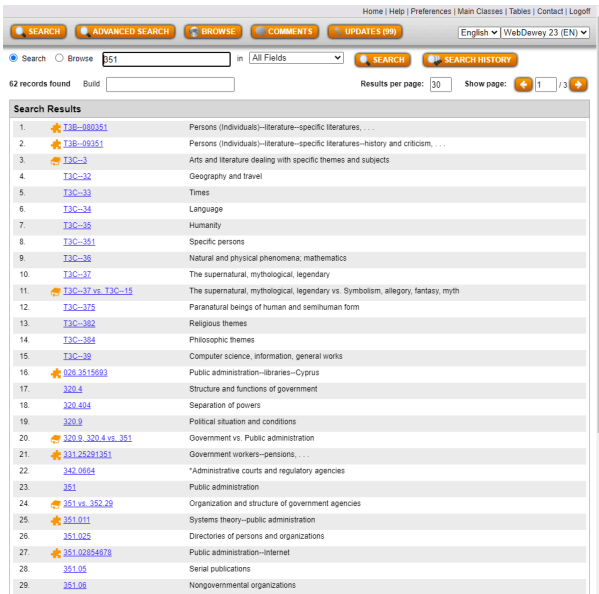 Home | Help | Preferences | Main Classes | Tables | Contact | Logoff
SEARCH ADVANCED SEARCH BROWSE COMMENTS UPDATES (99) English WebDewey 23 (EN)
Search Browse 351 in All Fields SEARCH SEARCH HISTORY
62 records found Build Results per page: 30 Show page: 1 / 3
Search Results
1. T3B--080351 Persons (Individuals)--literature--specific literatures, . . .
2. T3B--09351 Persons (Individuals)--literature--specific literatures--history and criticism, . . .
3. T3C--3 Arts and literature dealing with specific themes and subjects
4. T3C--32 Geography and travel
5. T3C--33 Times
6. T3C--34 Language
7. T3C--35 Humanity
8. T3C--351 Specific persons
9. T3C--36 Natural and physical phenomena; mathematics
10. T3C--37 The supernatural, mythological, legendary
11. T3C--37 vs. T3C--15 The supernatural, mythological, legendary vs. Symbolism, allegory, fantasy, myth
12. T3C--375 Paranatural beings of human and semihuman form
13. T3C--382 Religious themes
14. T3C--384 Philosophic themes
15. T3C--39 Computer science, information, general works
16. 026.3515693 Public administration--libraries--Cyprus
17. 320.4 Structure and functions of government
18. 320.404 Separation of powers
19. 320.9 Political situation and conditions
20. 320.9, 320.4 vs. 351 Government vs. Public administration
21. 331.25291351 Government workers--pensions, . . .
22. 342.0664 *Administrative courts and regulatory agencies
23. 351 Public administration
24. 351 vs. 352.29 Organization and structure of government agencies
25. 351.011 Systems theory--public administration
26. 351.025 Directories of persons and organizations
27. 351.02854678 Public administration--Internet
28. 351.05 Serial publications
29. 351.06 Nongovernmental organizations